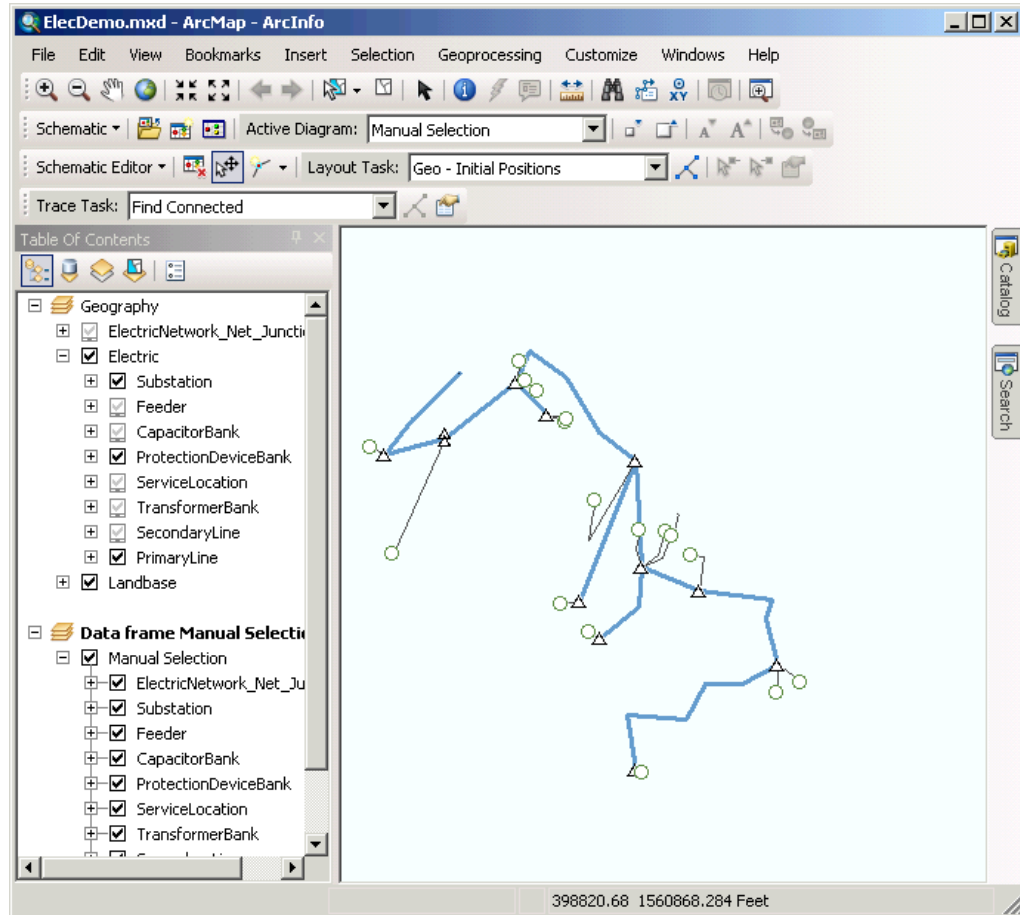 ElecDemo.mxd - ArcMap - ArcInfo
File Edit View Bookmarks Insert Selection Geoprocessing Customize Windows Help
XY
Schematic Active Diagram: Manual Selection A A
Schematic Editor Layout Task: Geo - Initial Positions
Trace Task: Find Connected
Table Of Contents
Geography
ElectricNetwork_Net_Juncti
Electric
Substation
Feeder
CapacitorBank
ProtectionDeviceBank
ServiceLocation
TransformerBank
SecondaryLine
PrimaryLine
Landbase
Data frame Manual Selecti
Manual Selection
ElectricNetwork_Net_Ju
Substation
Feeder
CapacitorBank
ProtectionDeviceBank
ServiceLocation
TransformerBank
Catalog
Search
398820.68 1560868.284 Feet